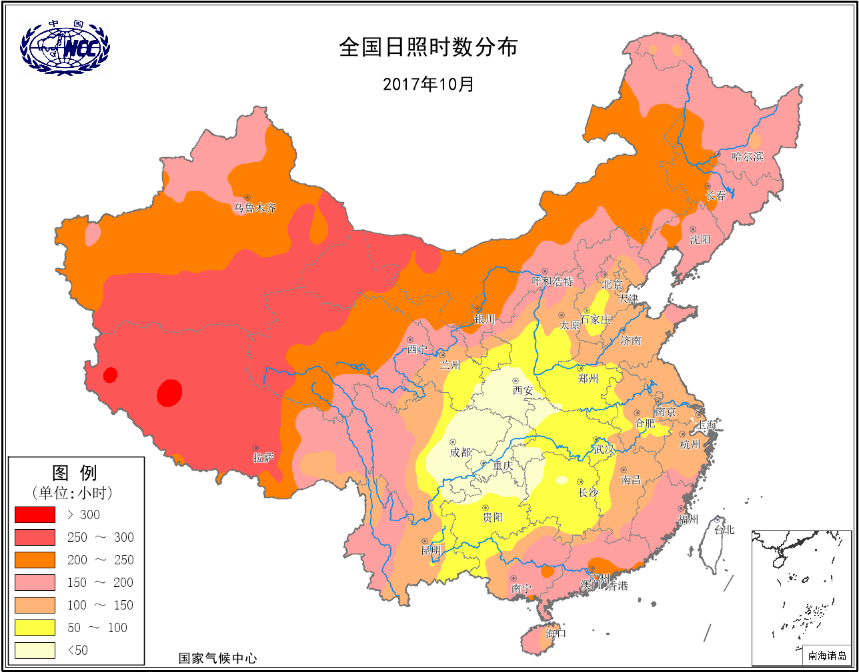 中国
NCC
全国日照时数分布
2017年10月
哈尔滨
长春
乌鲁木齐
沈阳
呼和浩特
北京
天津
银川
石家庄
太原
西宁
济南
兰州
郑州
西安
南京
合肥
上海
成都
武汉
杭州
拉萨
重庆
南昌
长沙
贵阳
福州
台北
昆明
广州
南宁
澳门
香港
海口
图 例
(单位:小时)
> 300
250 ~ 300
200 ~ 250
150 ~ 200
100 ~ 150
50 ~ 100
<50
国家气候中心
南海诸岛